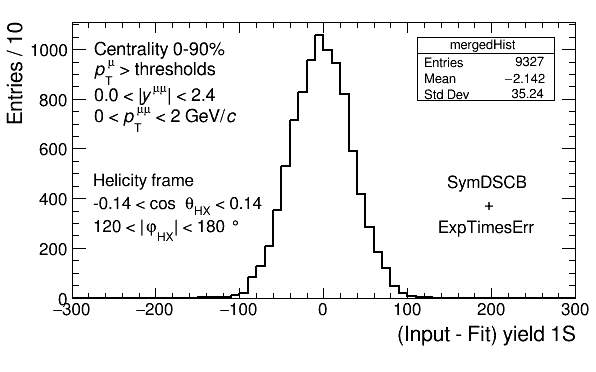 Entries / 10
1000
800
600
400
200
0
−300
−200
−100
0
100
200
300
(Input - Fit) yield 1S
Centrality 0-90%
p_T^μ > thresholds
0.0 < |y^μμ| < 2.4
0 < p_T^μμ < 2 GeV/c
Helicity frame
-0.14 < cos θ_HX < 0.14
120 < |φ_HX| < 180 °
mergedHist
Entries 9327
Mean −2.142
Std Dev 35.24
SymDSCB
+
ExpTimesErr